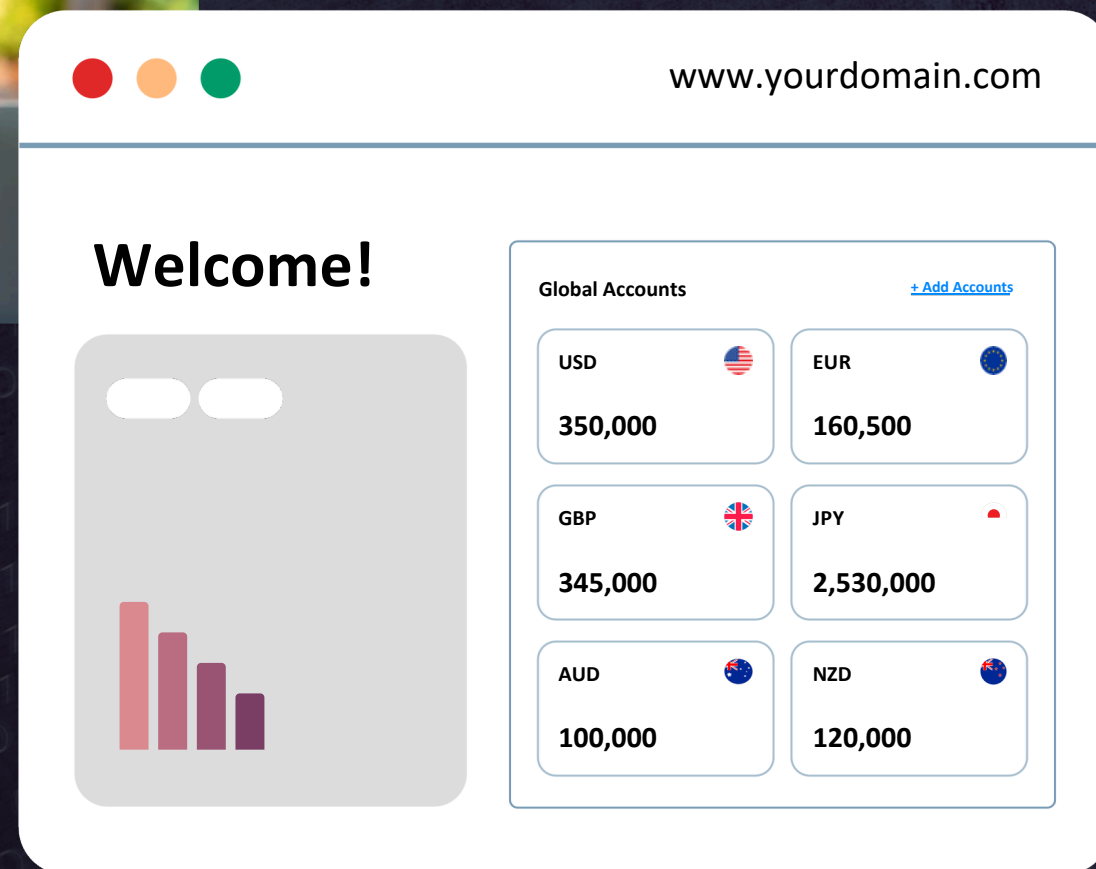 www.yourdomain.com
Welcome!
Global Accounts
+ Add Accounts
USD
350,000
EUR
160,500
GBP
345,000
JPY
2,530,000
AUD
100,000
NZD
120,000